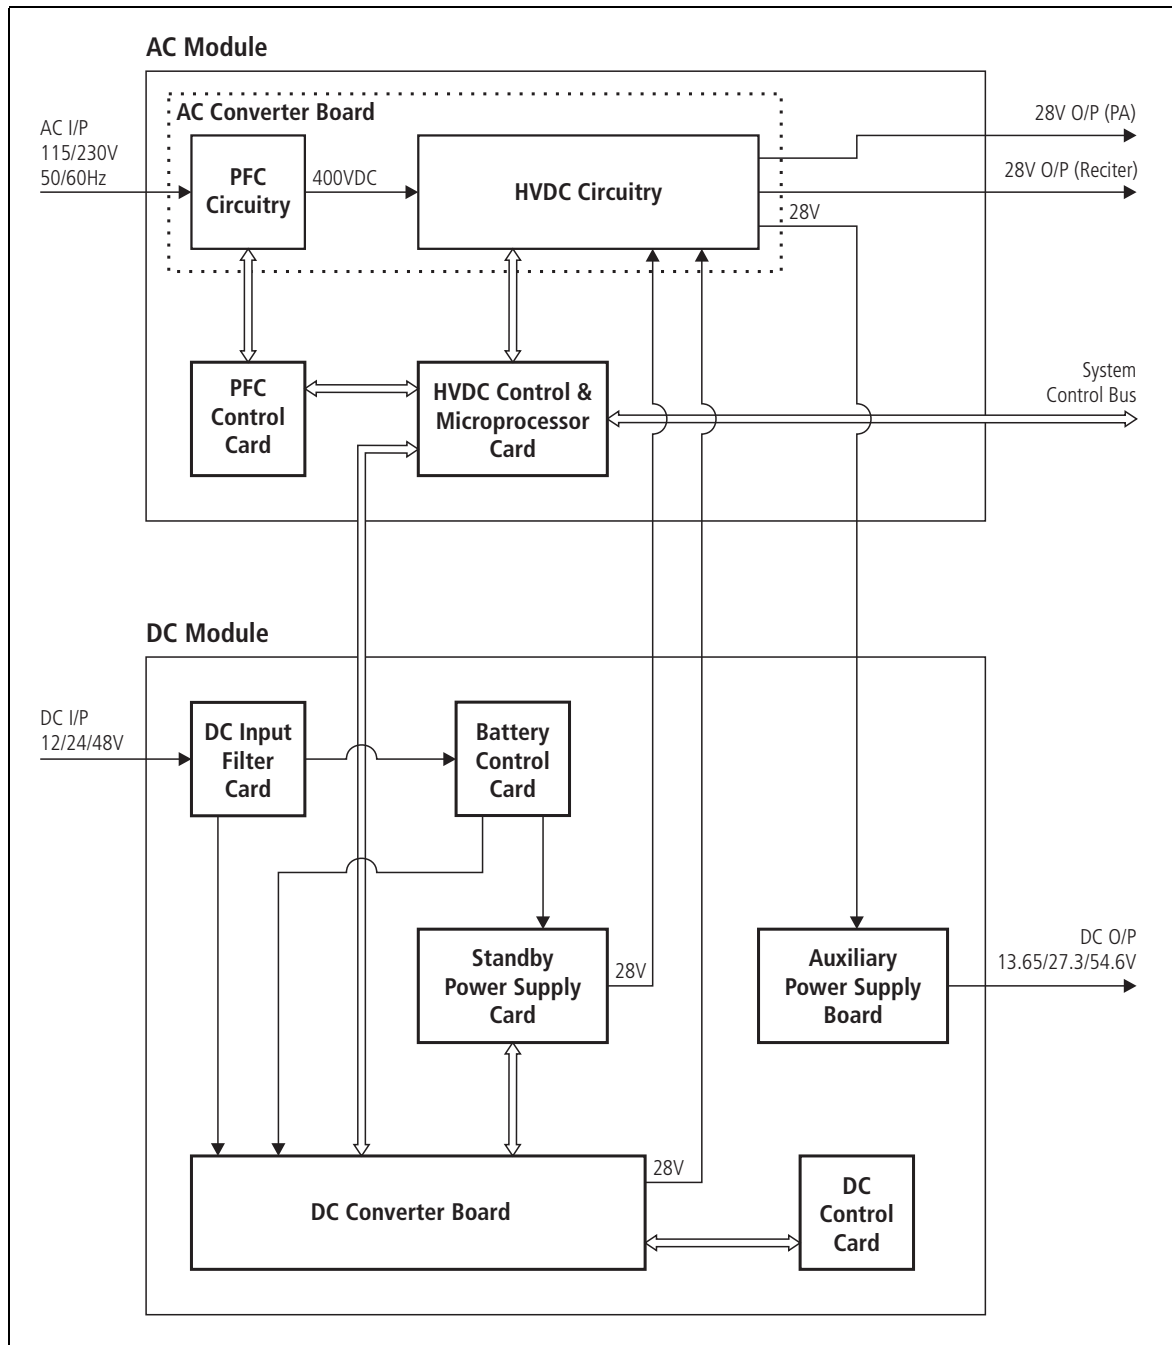 AC Module
AC Converter Board
AC I/P
115/230V
50/60Hz
PFC
Circuitry
400VDC
HVDC Circuitry
28V O/P (PA)
28V O/P (Reciter)
28V
PFC
Control
Card
HVDC Control &
Microprocessor
Card
System
Control Bus
DC Module
DC I/P
12/24/48V
DC Input
Filter
Card
Battery
Control
Card
Standby
Power Supply
Card
28V
Auxiliary
Power Supply
Board
DC O/P
13.65/27.3/54.6V
DC Converter Board
28V
DC
Control
Card